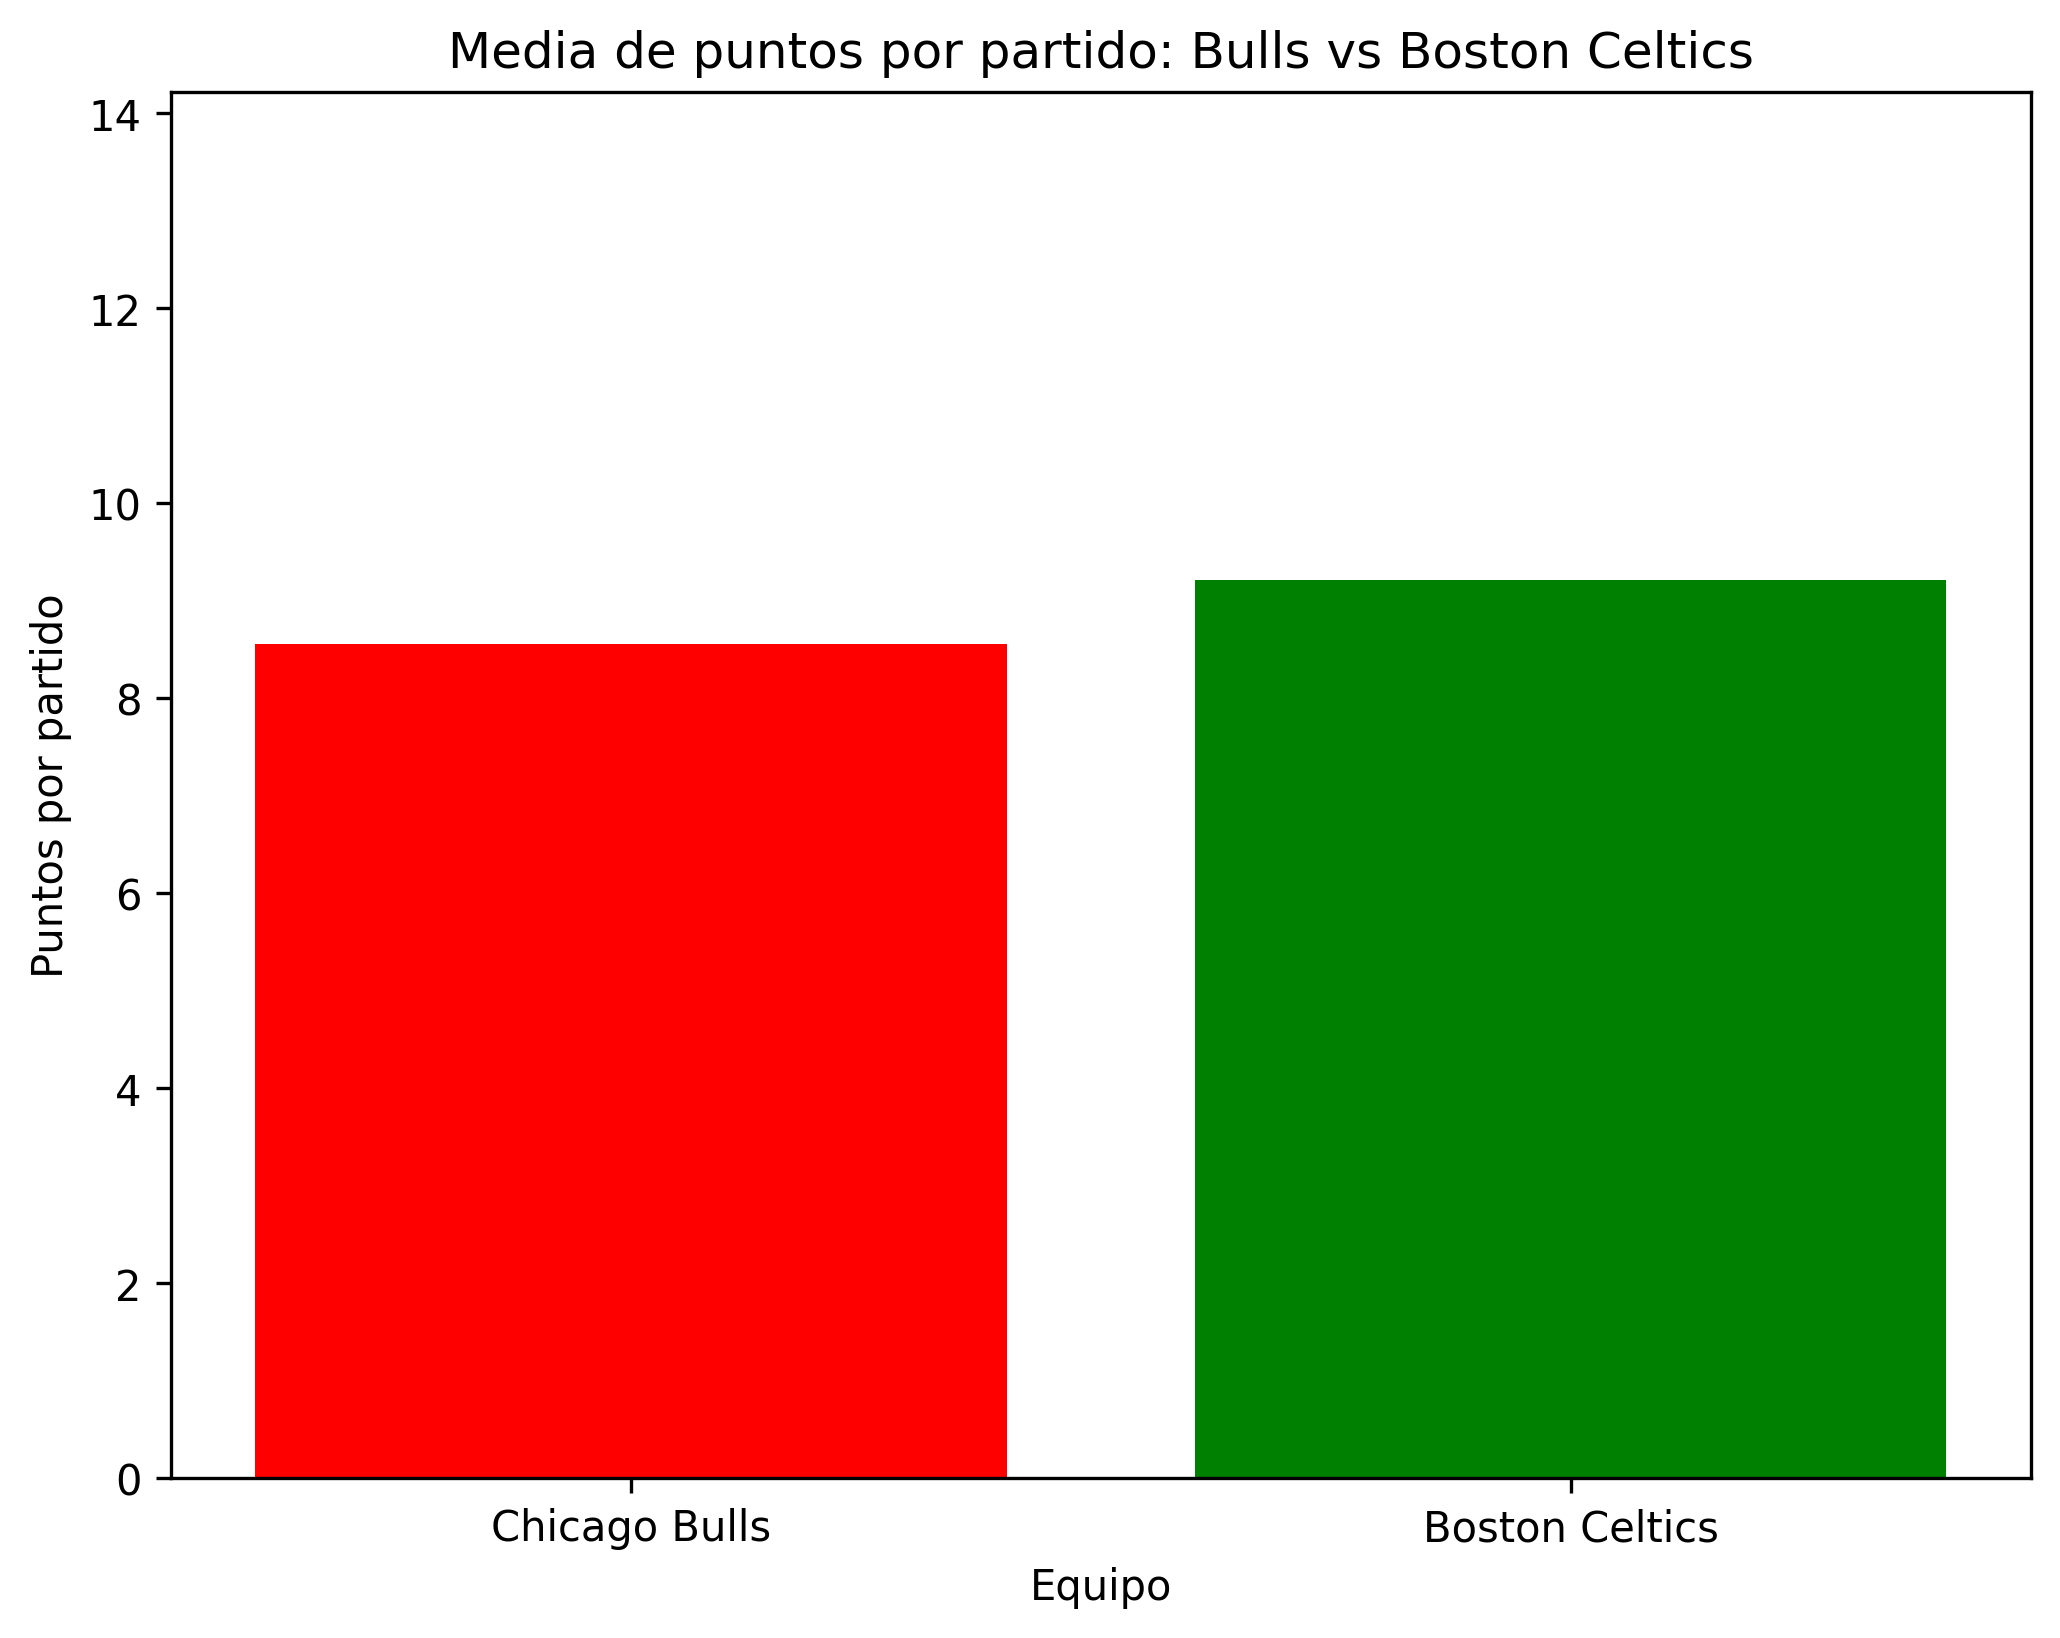 Media de puntos por partido: Bulls vs Boston Celtics
14
12
10
8
6
4
2
0
Puntos por partido
Chicago Bulls
Boston Celtics
Equipo